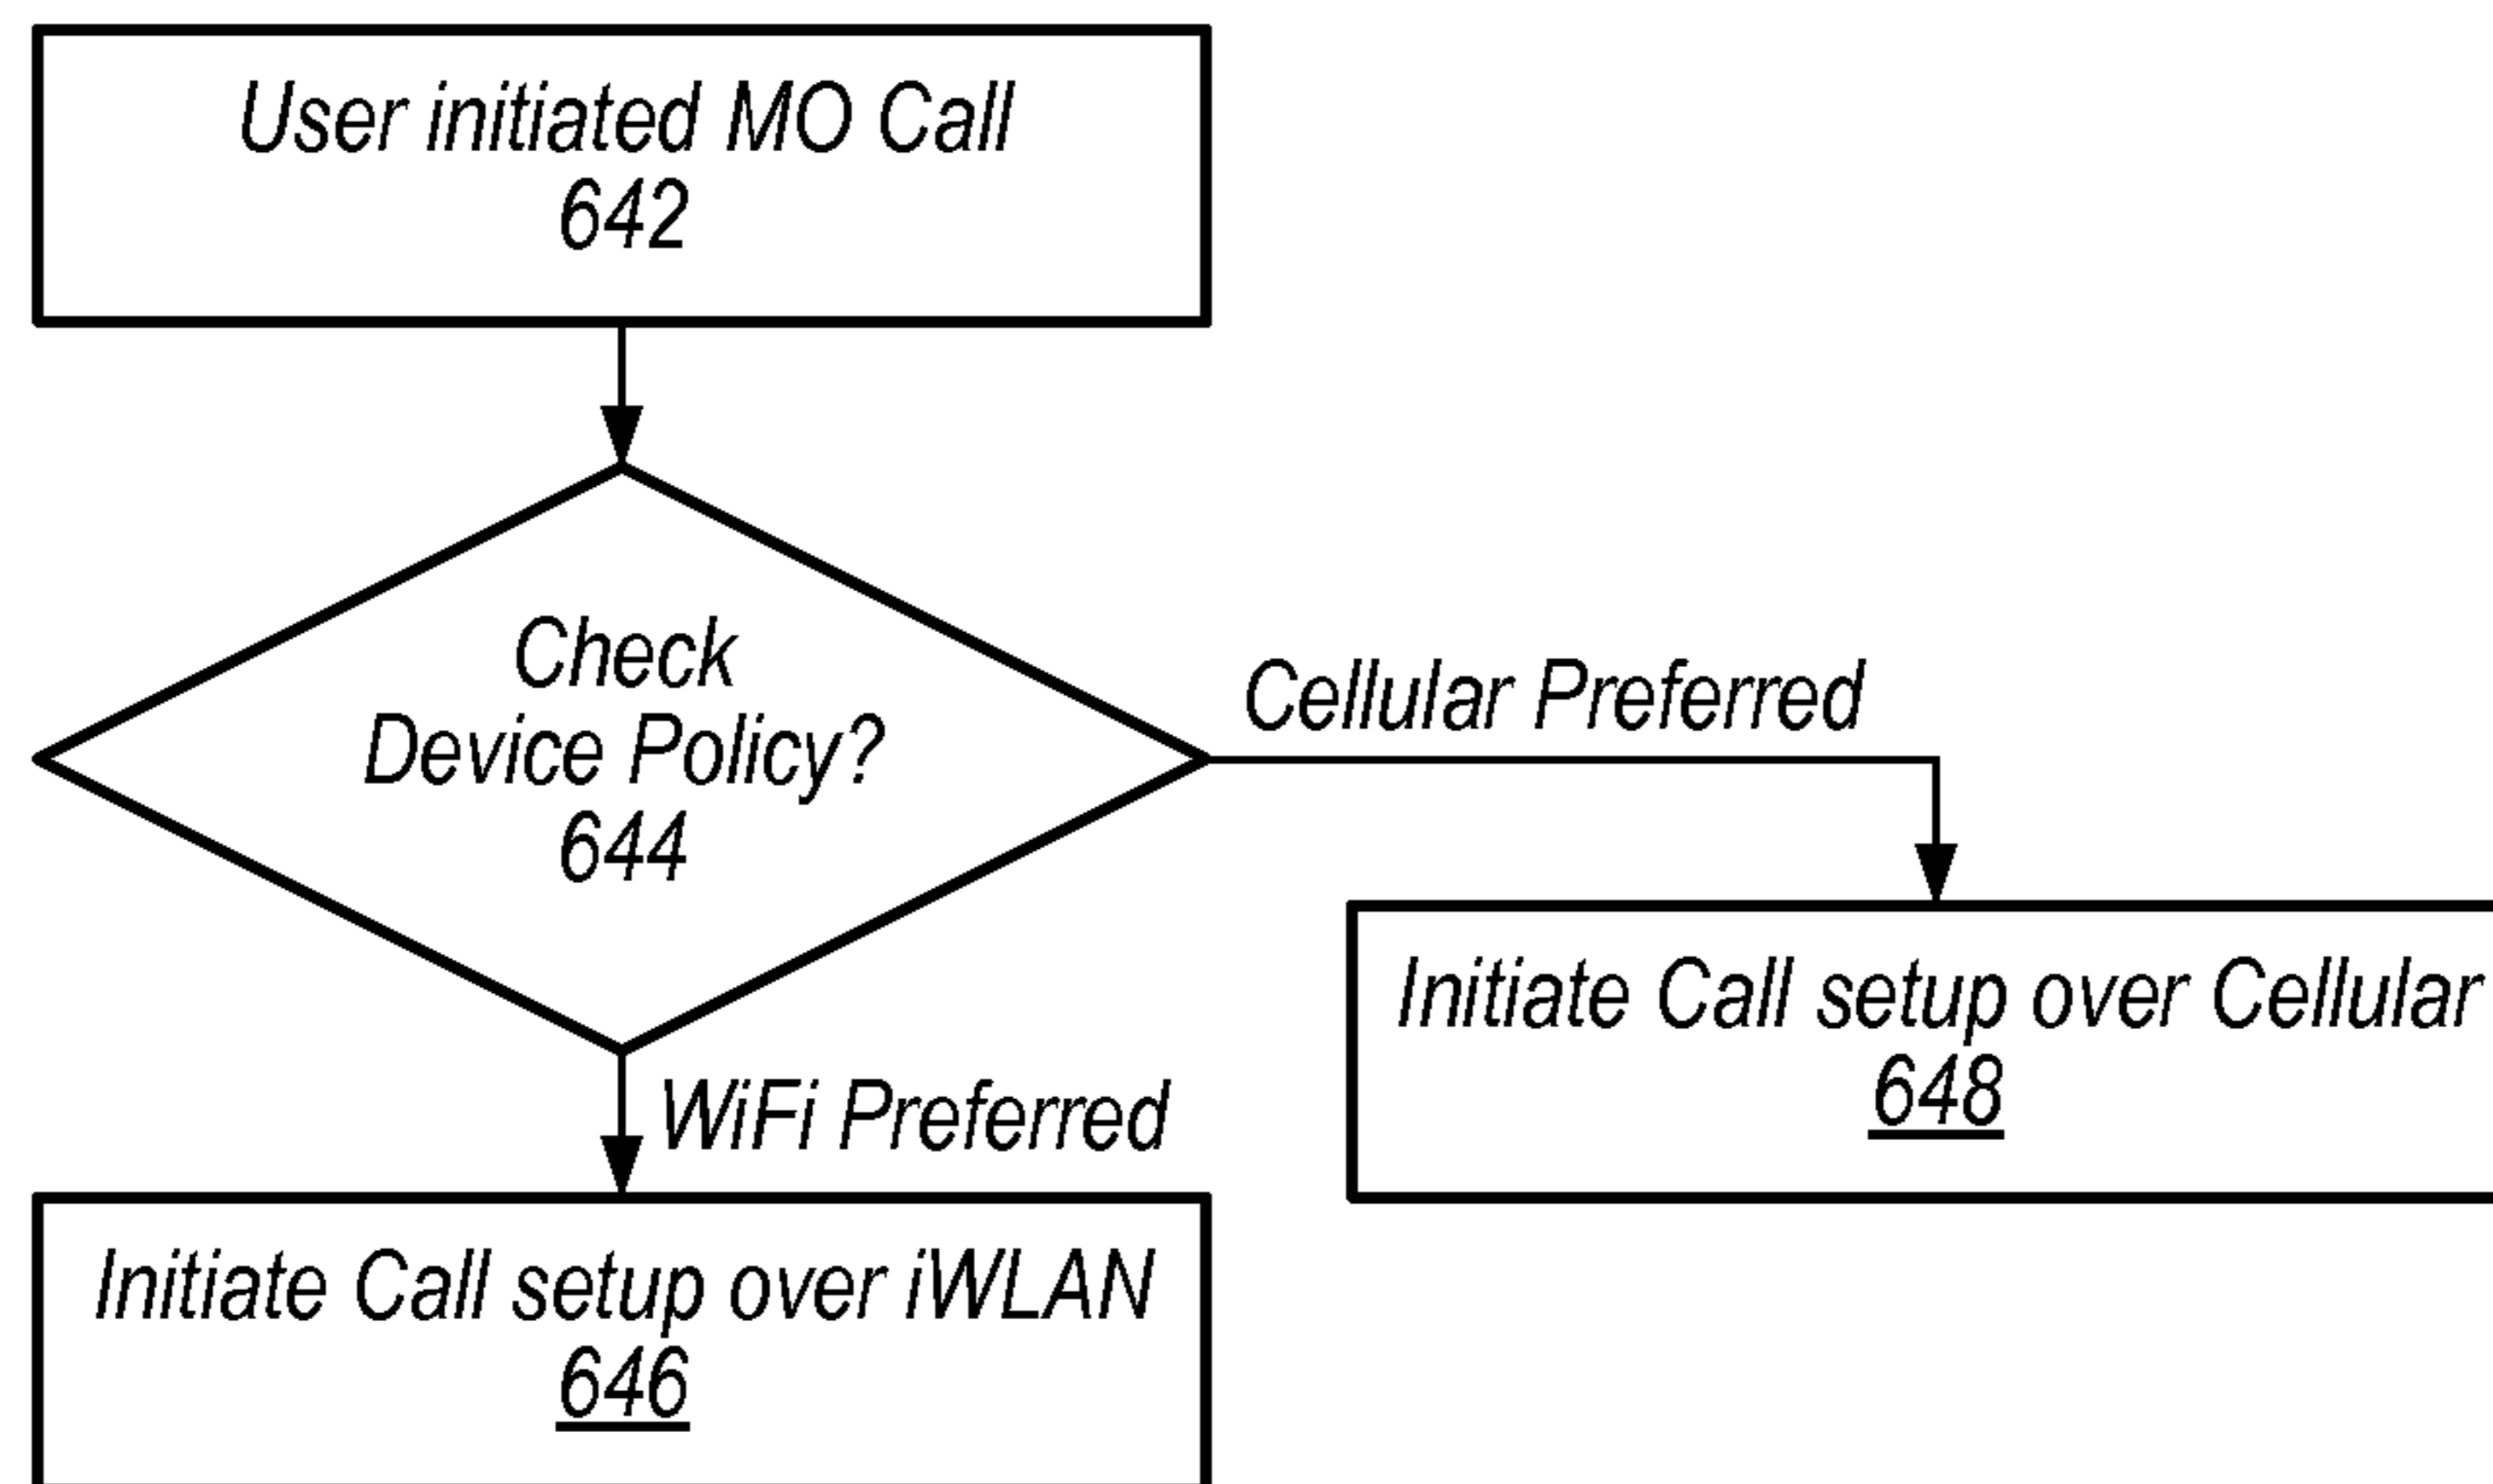 User initiated MO Call
642
Check
Device Policy?
644
Cellular Preferred
Initiate Call setup over Cellular
648
WiFi Preferred
Initiate Call setup over iWLAN
646